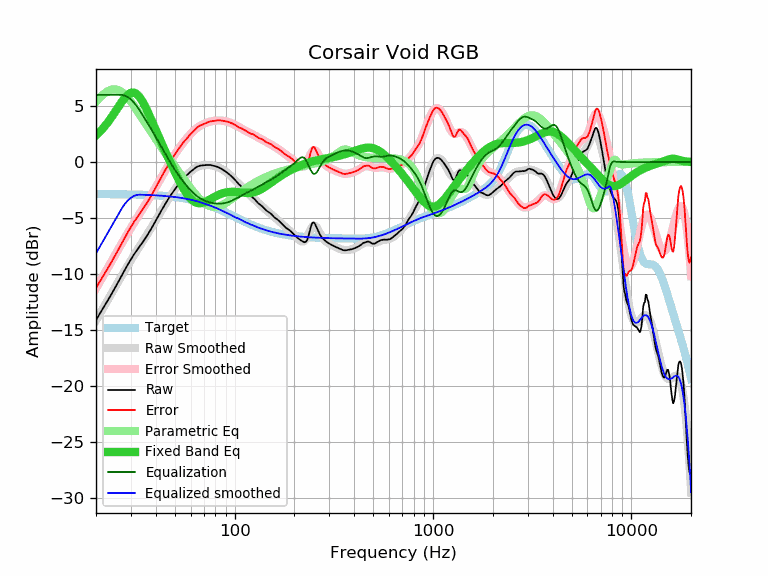 Corsair Void RGB
Amplitude (dBr)
5
0
−5
−10
−15
−20
−25
−30
Target
Raw Smoothed
Error Smoothed
Raw
Error
Parametric Eq
Fixed Band Eq
Equalization
Equalized smoothed
100
1000
10000
Frequency (Hz)